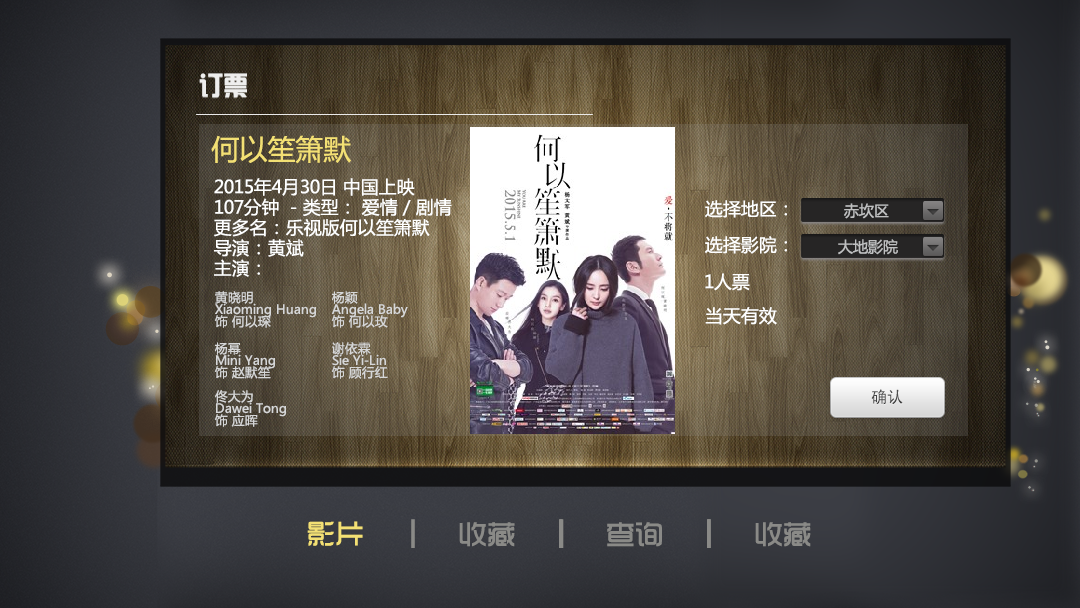 订票
何以笙箫默
2015年4月30日 中国上映
107分钟 - 类型： 爱情 / 剧情
更多名：乐视版何以笙箫默
导演：黄斌
主演：
黄晓明
Xiaoming Huang
饰 何以琛
杨颖
Angela Baby
饰 何以玫
杨幂
Mini Yang
饰 赵默笙
谢依霖
Sie Yi-Lin
饰 顾行红
佟大为
Dawei Tong
饰 应晖
何以笙箫默
2015.5.1
爱·不将就
选择地区： 赤坎区
选择影院： 大地影院
1人票
当天有效
确认
影片 | 收藏 | 查询 | 收藏